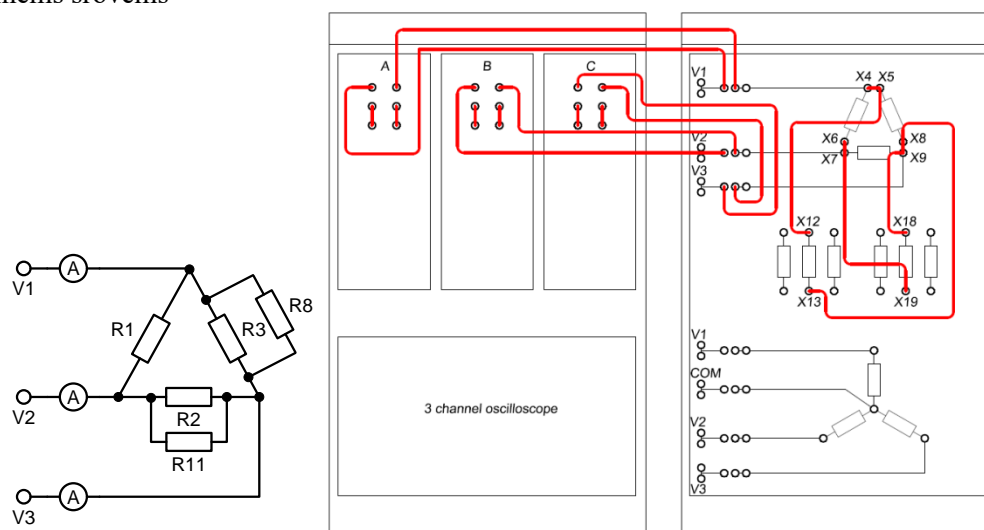 srovėms
A
B
C
V1
X4 X5
V2
X6
X8
X7
X9
V3
X12
X18
X13
X19
V1
A
R8
R1
R3
V2
A
R2
R11
V3
A
3 channel oscilloscope
V1
COM
V2
V3